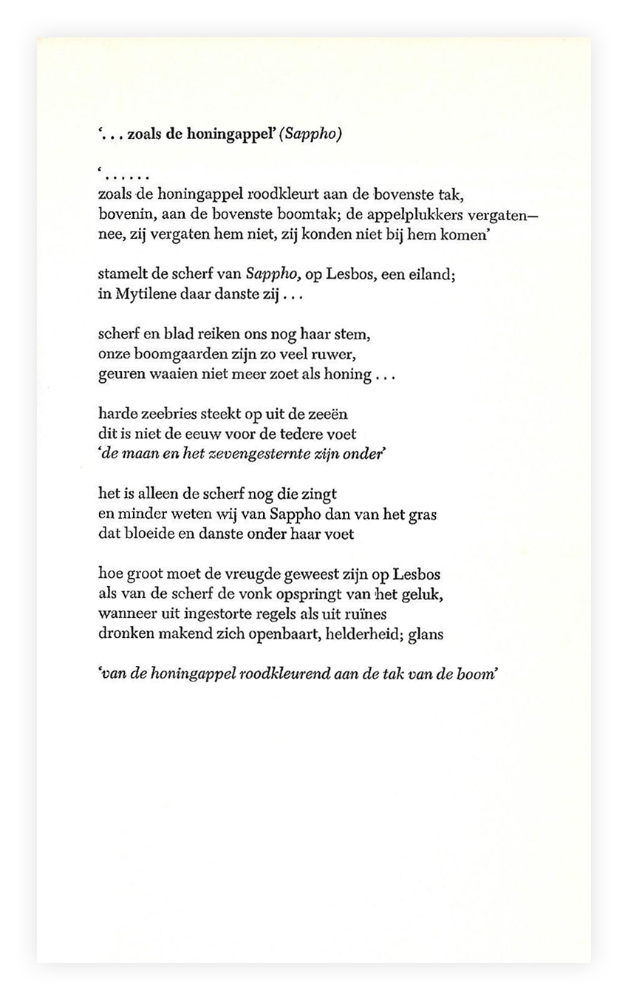 ‘. . . zoals de honingappel’ (Sappho)
‘ . . . . . .
zoals de honingappel roodkleurt aan de bovenste tak,
bovenin, aan de bovenste boomtak; de appelplukkers vergaten—
nee, zij vergaten hem niet, zij konden niet bij hem komen’
stamelt de scherf van Sappho, op Lesbos, een eiland;
in Mytilene daar danste zij . . .
scherf en blad reiken ons nog haar stem,
onze boomgaarden zijn zo veel ruwer,
geuren waaien niet meer zoet als honing . . .
harde zeebries steekt op uit de zeeën
dit is niet de eeuw voor de tedere voet
‘de maan en het zevengesternte zijn onder’
het is alleen de scherf nog die zingt
en minder weten wij van Sappho dan van het gras
dat bloeide en danste onder haar voet
hoe groot moet de vreugde geweest zijn op Lesbos
als van de scherf de vonk opspringt van het geluk,
wanneer uit ingestorte regels als uit ruïnes
dronken makend zich openbaart, helderheid; glans
‘van de honingappel roodkleurend aan de tak van de boom’